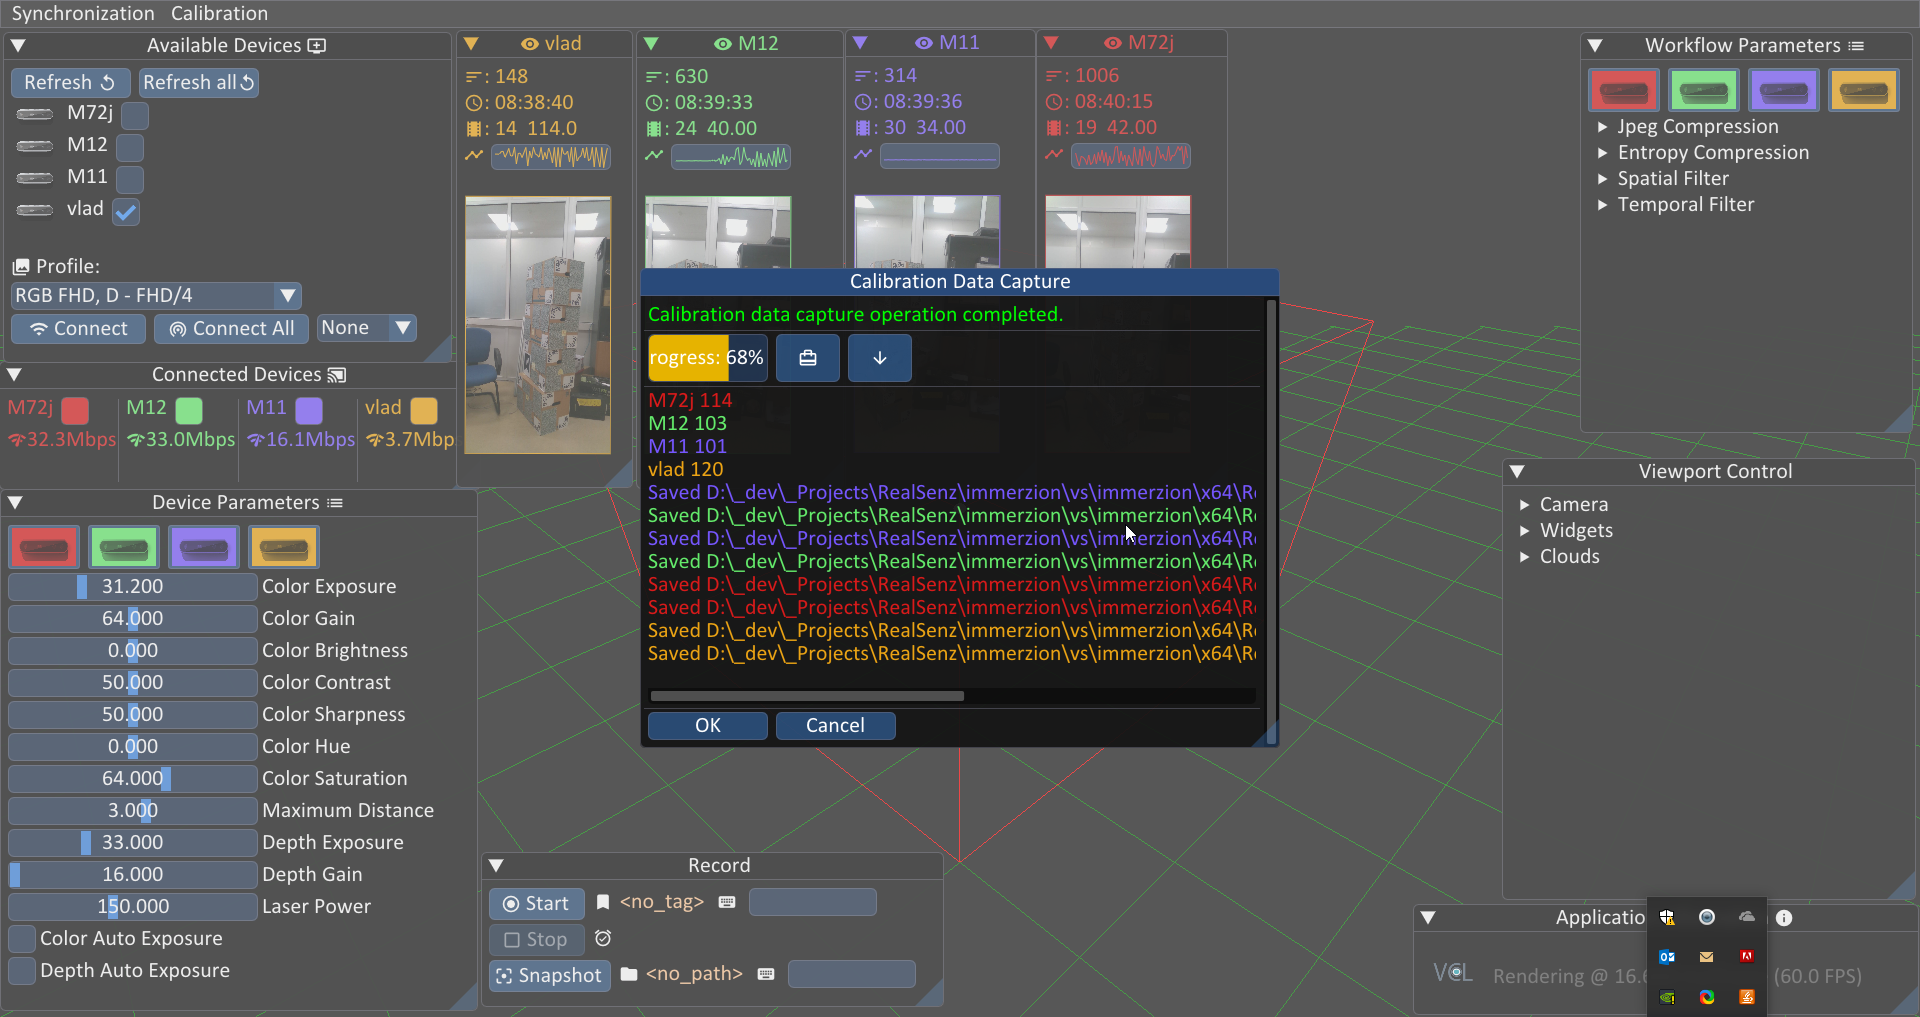 Synchronization Calibration
Available Devices
Refresh Refresh all
M72j
M12
M11
vlad
Profile:
RGB FHD, D - FHD/4
Connect Connect All None
Connected Devices
M72j M12 M11 vlad
32.3Mbps 33.0Mbps 16.1Mbps 3.7Mbp
Device Parameters
31.200 Color Exposure
64.000 Color Gain
0.000 Color Brightness
50.000 Color Contrast
50.000 Color Sharpness
0.000 Color Hue
64.000 Color Saturation
3.000 Maximum Distance
33.000 Depth Exposure
16.000 Depth Gain
150.000 Laser Power
Color Auto Exposure
Depth Auto Exposure
vlad
: 148
: 08:38:40
: 14 114.0
M12
: 630
: 08:39:33
: 24 40.00
M11
: 314
: 08:39:36
: 30 34.00
M72j
: 1006
: 08:40:15
: 19 42.00
Calibration Data Capture
Calibration data capture operation completed.
rogress: 68%
M72j 114
M12 103
M11 101
vlad 120
Saved D:\_dev\_Projects\RealSenz\immerzion\vs\immerzion\x64\Re
Saved D:\_dev\_Projects\RealSenz\immerzion\vs\immerzion\x64\Re
Saved D:\_dev\_Projects\RealSenz\immerzion\vs\immerzion\x64\Re
Saved D:\_dev\_Projects\RealSenz\immerzion\vs\immerzion\x64\Re
Saved D:\_dev\_Projects\RealSenz\immerzion\vs\immerzion\x64\Re
Saved D:\_dev\_Projects\RealSenz\immerzion\vs\immerzion\x64\Re
Saved D:\_dev\_Projects\RealSenz\immerzion\vs\immerzion\x64\Re
Saved D:\_dev\_Projects\RealSenz\immerzion\vs\immerzion\x64\Re
OK Cancel
Record
Start <no_tag>
Stop
Snapshot <no_path>
Workflow Parameters
Jpeg Compression
Entropy Compression
Spatial Filter
Temporal Filter
Viewport Control
Camera
Widgets
Clouds
Applicatio
VCL Rendering @ 16.6 (60.0 FPS)